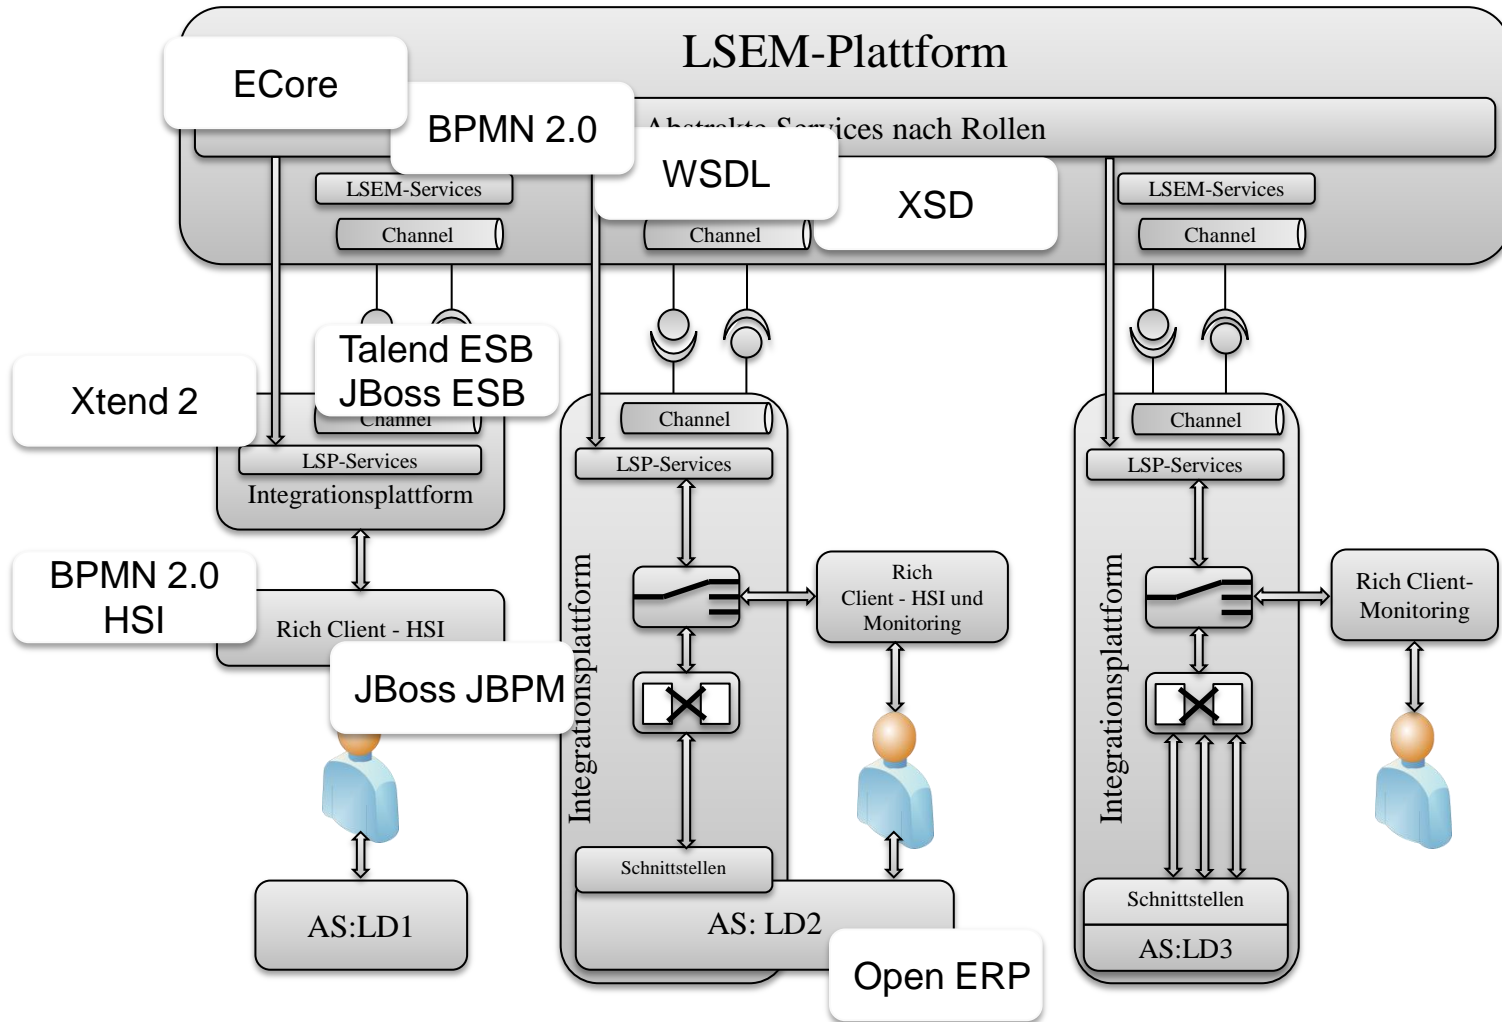 LSEM-Plattform
ECore
BPMN 2.0
Abstrakte Services nach Rollen
WSDL
XSD
LSEM-Services
LSEM-Services
Channel
Channel
Channel
Talend ESB
JBoss ESB
Xtend 2
Channel
Channel
Channel
LSP-Services
LSP-Services
LSP-Services
Integrationsplattform
BPMN 2.0
HSI
Rich Client - HSI
JBoss JBPM
Integrationsplattform
Rich
Client - HSI und
Monitoring
Integrationsplattform
Rich Client-
Monitoring
Schnittstellen
Schnittstellen
AS:LD1
AS: LD2
AS:LD3
Open ERP